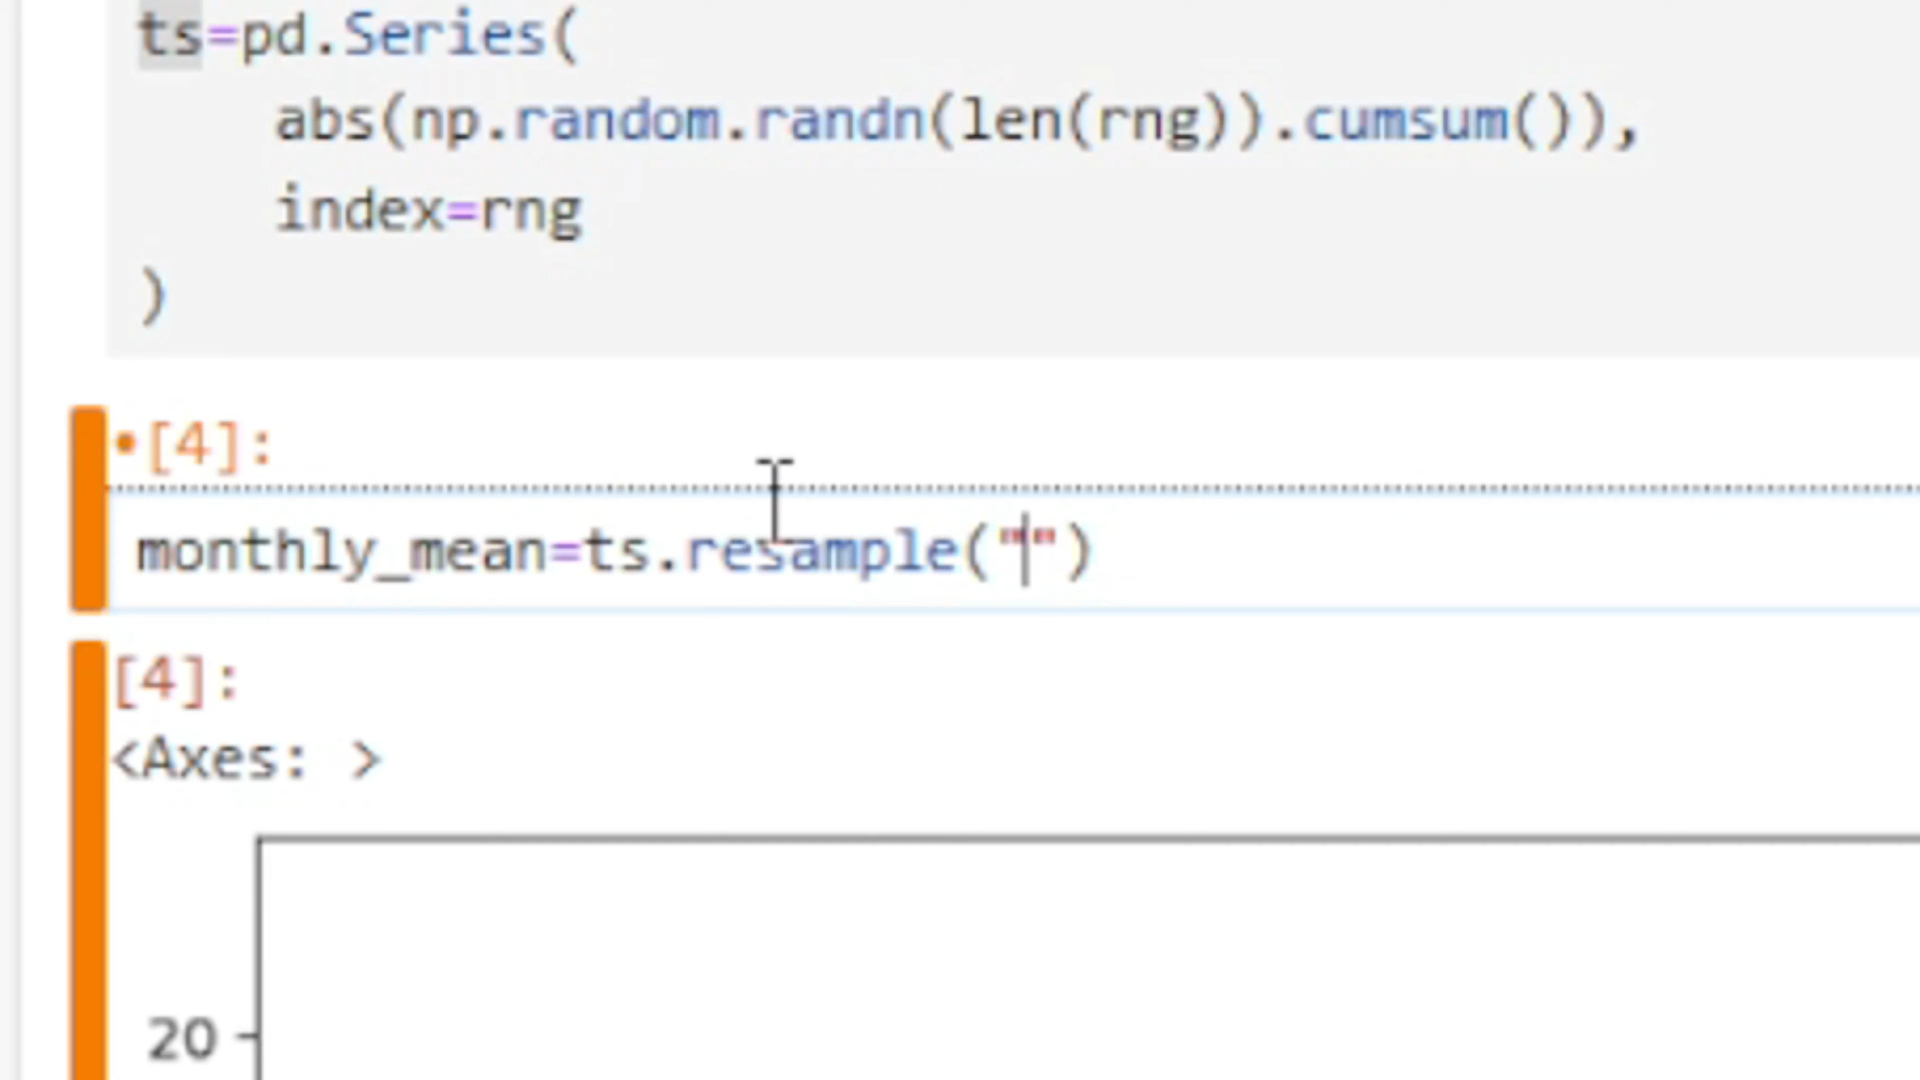 ts=pd.Series(
    abs(np.random.randn(len(rng)).cumsum()),
    index=rng
)
•[4]:
monthly_mean=ts.resample("")
[4]:
<Axes: >
20